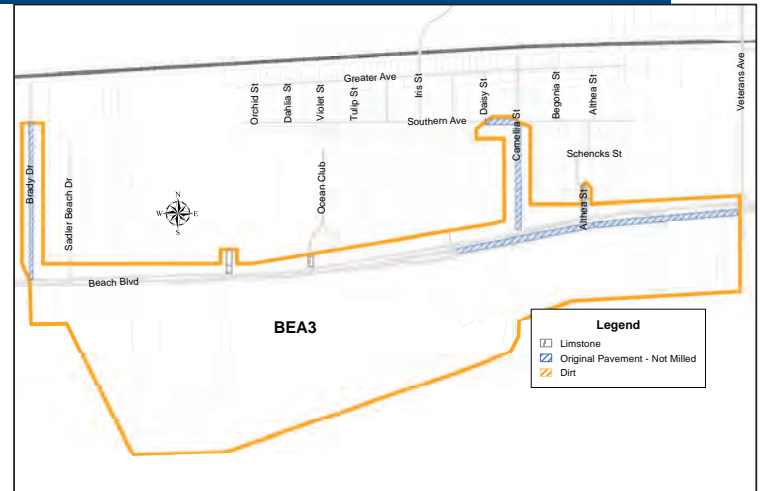 Greater Ave
Orchid St
Dahlia St
Violet St
Tulip St
Iris St
Daisy St
Camellia St
Begonia St
Althea St
Veterans Ave
Southern Ave
Schencks St
Brady Dr
Sadler Beach Dr
N
W
E
S
Ocean Club
Althea St
Beach Blvd
BEA3
Legend
Limstone
Original Pavement - Not Milled
Dirt